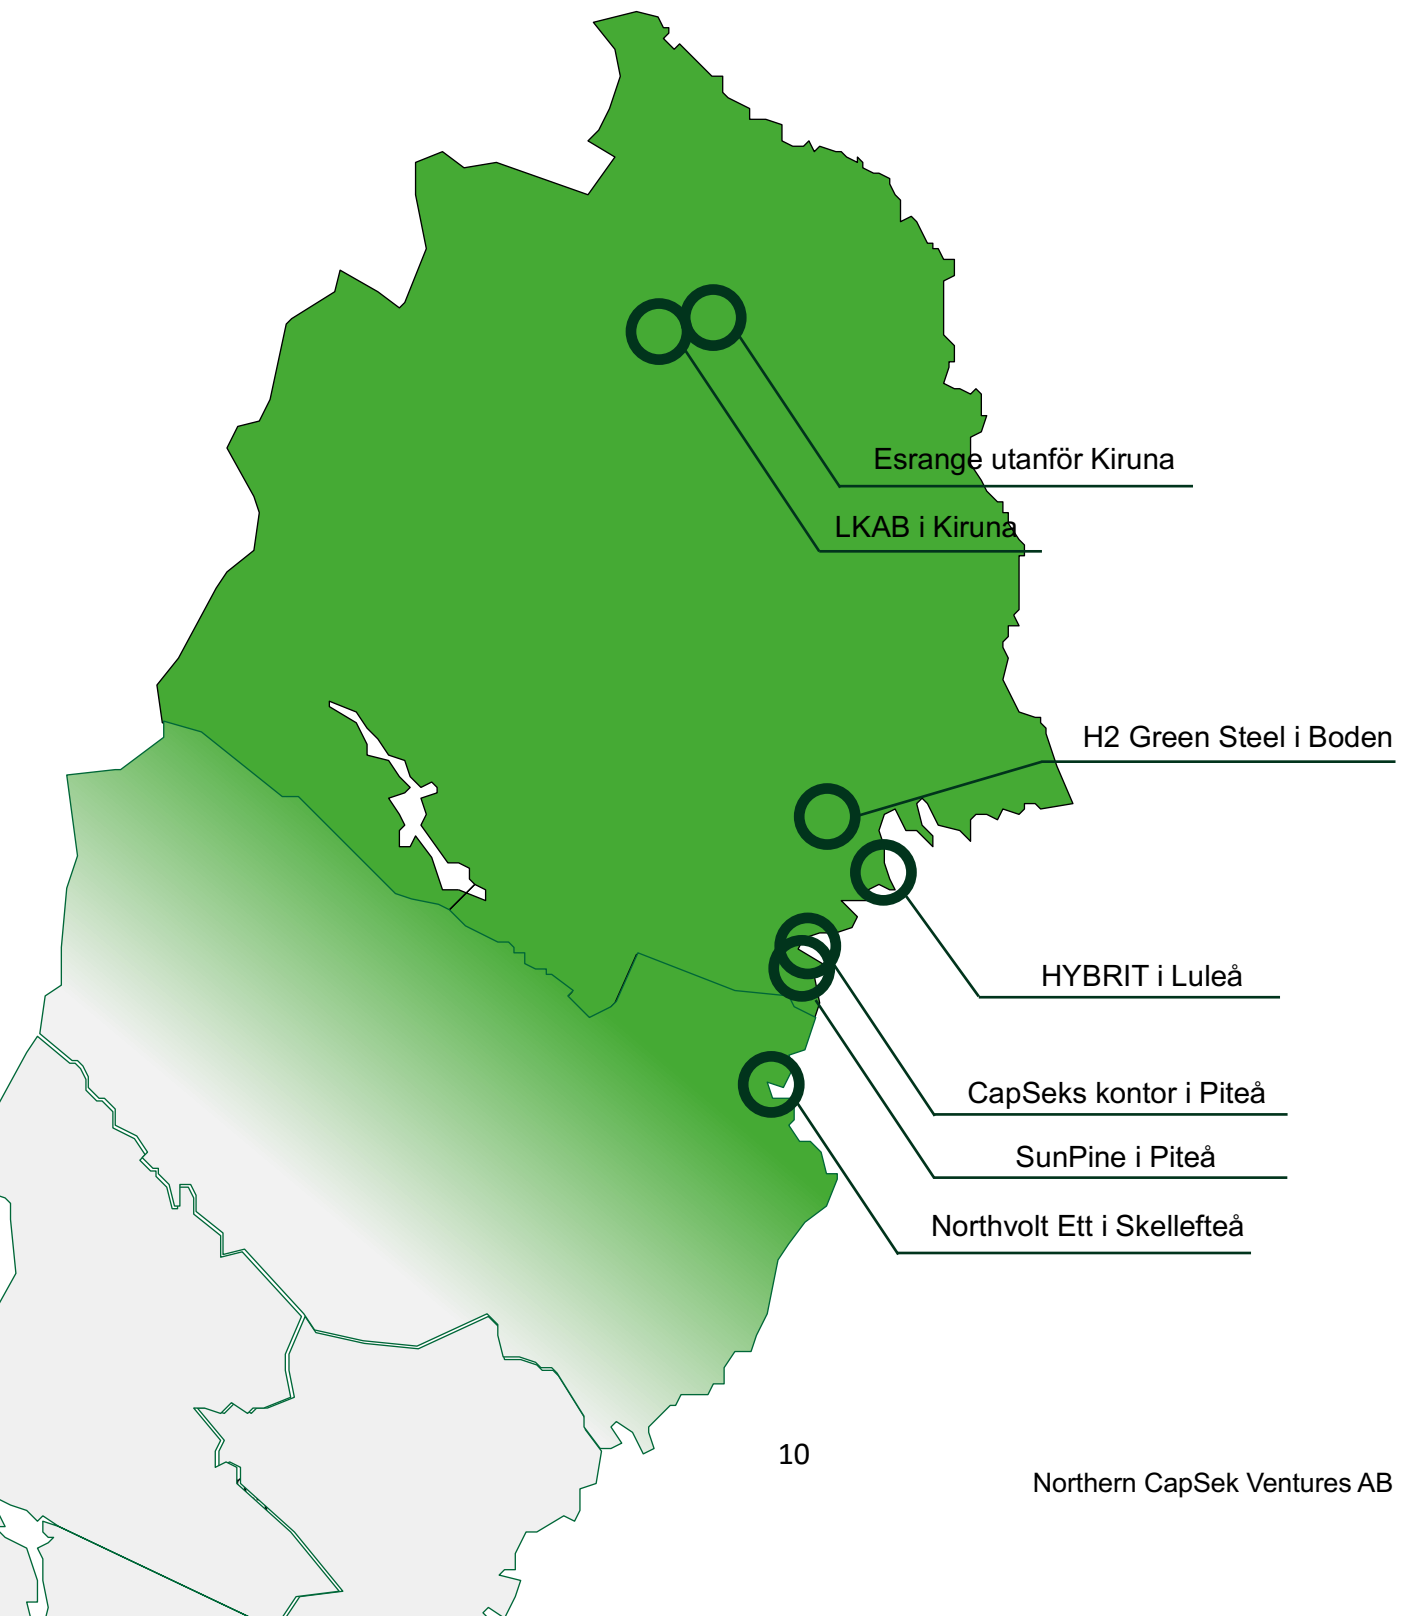 Esrange utanför Kiruna
LKAB i Kiruna
H2 Green Steel i Boden
HYBRIT i Luleå
CapSeks kontor i Piteå
SunPine i Piteå
Northvolt Ett i Skellefteå
10
Northern CapSek Ventures AB